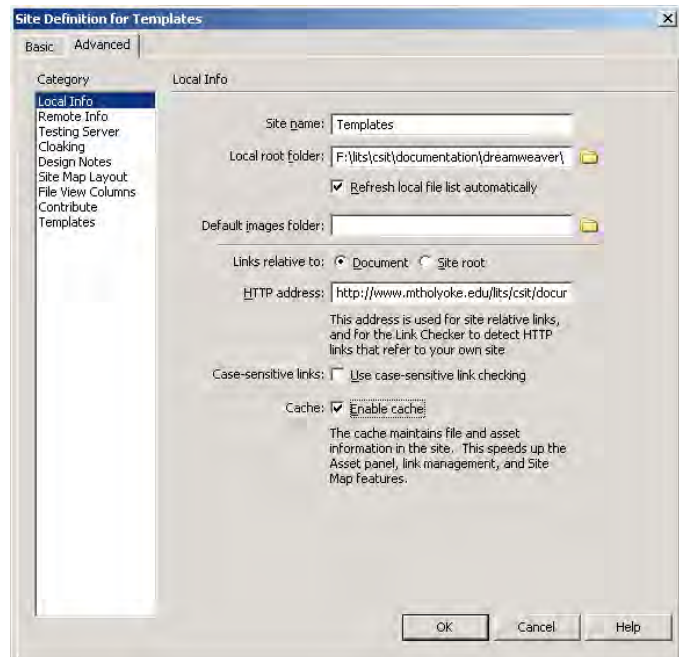 Site Definition for Templates
Basic Advanced
Category
Local Info
Remote Info
Testing Server
Cloaking
Design Notes
Site Map Layout
File View Columns
Contribute
Templates
Local Info
Site name: Templates
Local root folder: F:\lits\csit\documentation\dreamweaver\
Refresh local file list automatically
Default images folder:
Links relative to: Document Site root
HTTP address: http://www.mtholyoke.edu/lits/csit/docur
This address is used for site relative links,
and for the Link Checker to detect HTTP
links that refer to your own site
Case-sensitive links: Use case-sensitive link checking
Cache: Enable cache
The cache maintains file and asset
information in the site. This speeds up the
Asset panel, link management, and Site
Map features.
OK Cancel Help